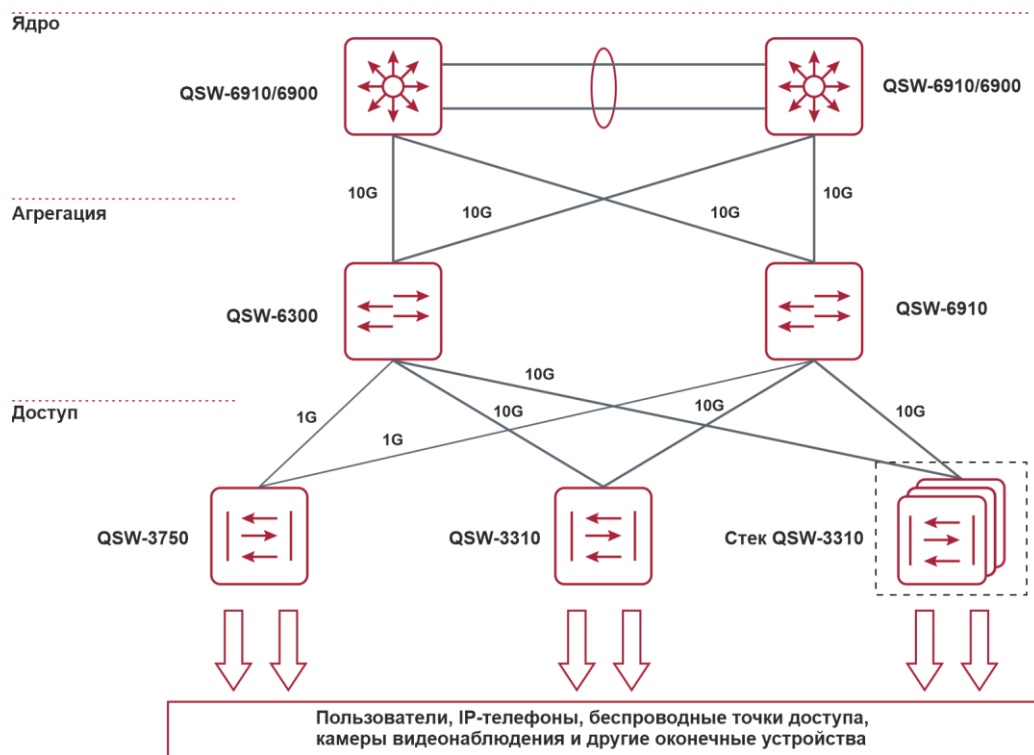 Ядро
QSW-6910/6900
QSW-6910/6900
10G
10G
10G
10G
Агрегация
QSW-6300
QSW-6910
10G
Доступ
1G
10G
10G
10G
1G
QSW-3750
QSW-3310
Стек QSW-3310
Пользователи, IP-телефоны, беспроводные точки доступа,
камеры видеонаблюдения и другие оконечные устройства